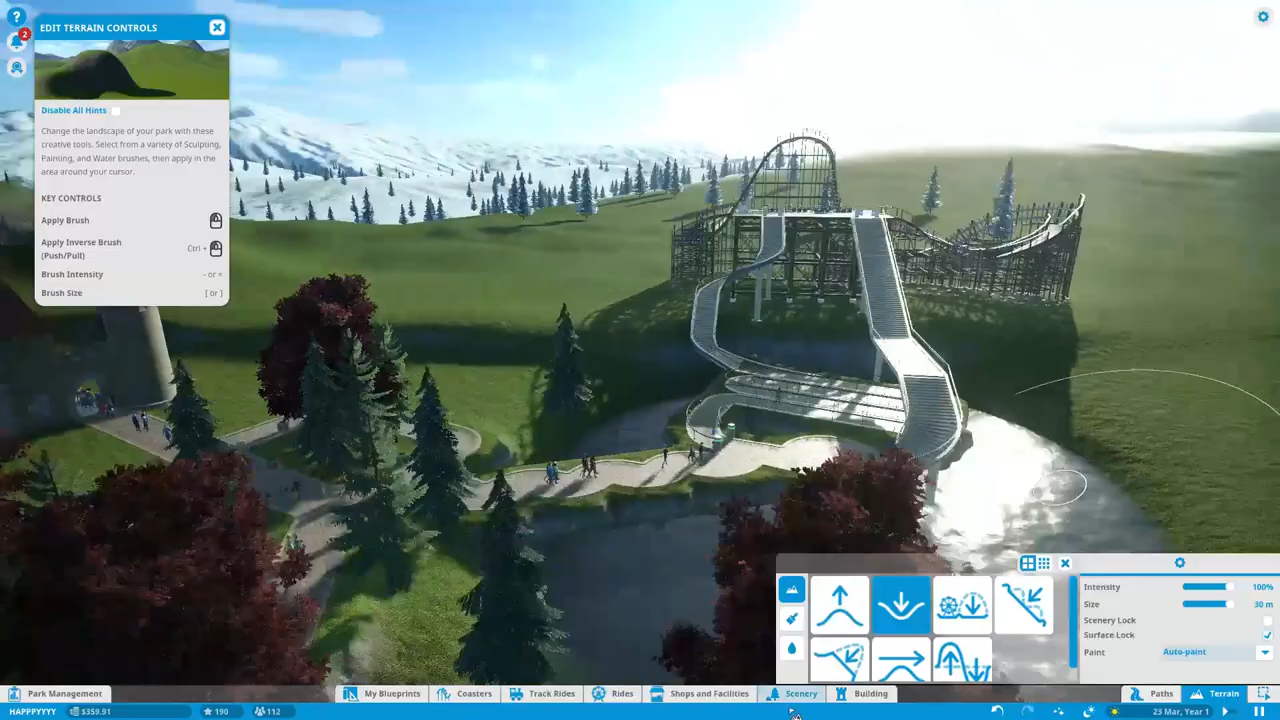 ?
2
EDIT TERRAIN CONTROLS
Disable All Hints
Change the landscape of your park with these
creative tools. Select from a variety of Sculpting,
Painting, and Water brushes, then apply in the
area around your cursor.
KEY CONTROLS
Apply Brush
Apply Inverse Brush
(Push/Pull)
Ctrl +
Brush Intensity - or ×
Brush Size [ or ]
Intensity 100%
Size 30 m
Scenery Lock
Surface Lock
Paint Auto-paint
Park Management My Blueprints Coasters Track Rides Rides Shops and Facilities Scenery Building Paths Terrain
HAPPPYYYY $359.91 190 112 23 Mar, Year 1